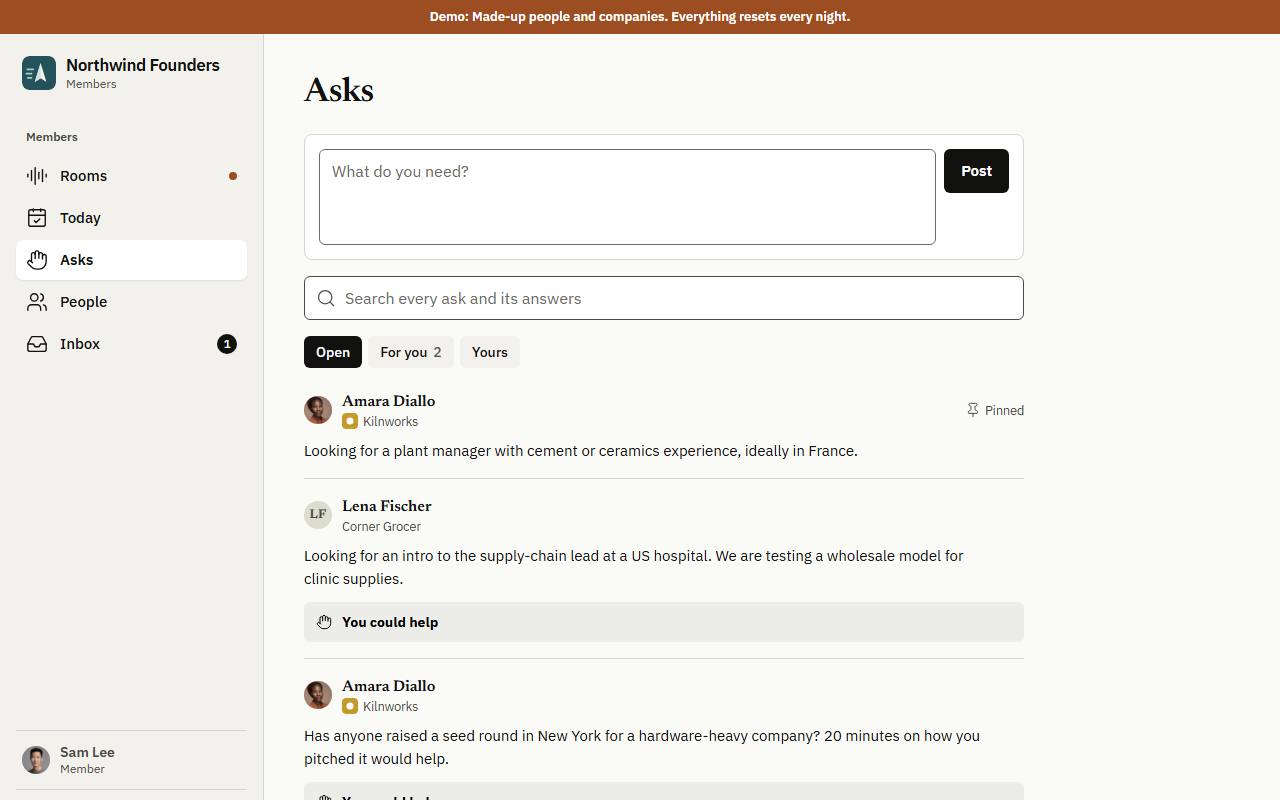 Demo: Made-up people and companies. Everything resets every night.
Northwind Founders
Members
Members
Rooms
Today
Asks
People
Inbox
1
Sam Lee
Member
Asks
What do you need?
Post
Search every ask and its answers
Open
For you 2
Yours
Amara Diallo
Kilnworks
Pinned
Looking for a plant manager with cement or ceramics experience, ideally in France.
LF
Lena Fischer
Corner Grocer
Looking for an intro to the supply-chain lead at a US hospital. We are testing a wholesale model for
clinic supplies.
You could help
Amara Diallo
Kilnworks
Has anyone raised a seed round in New York for a hardware-heavy company? 20 minutes on how you
pitched it would help.